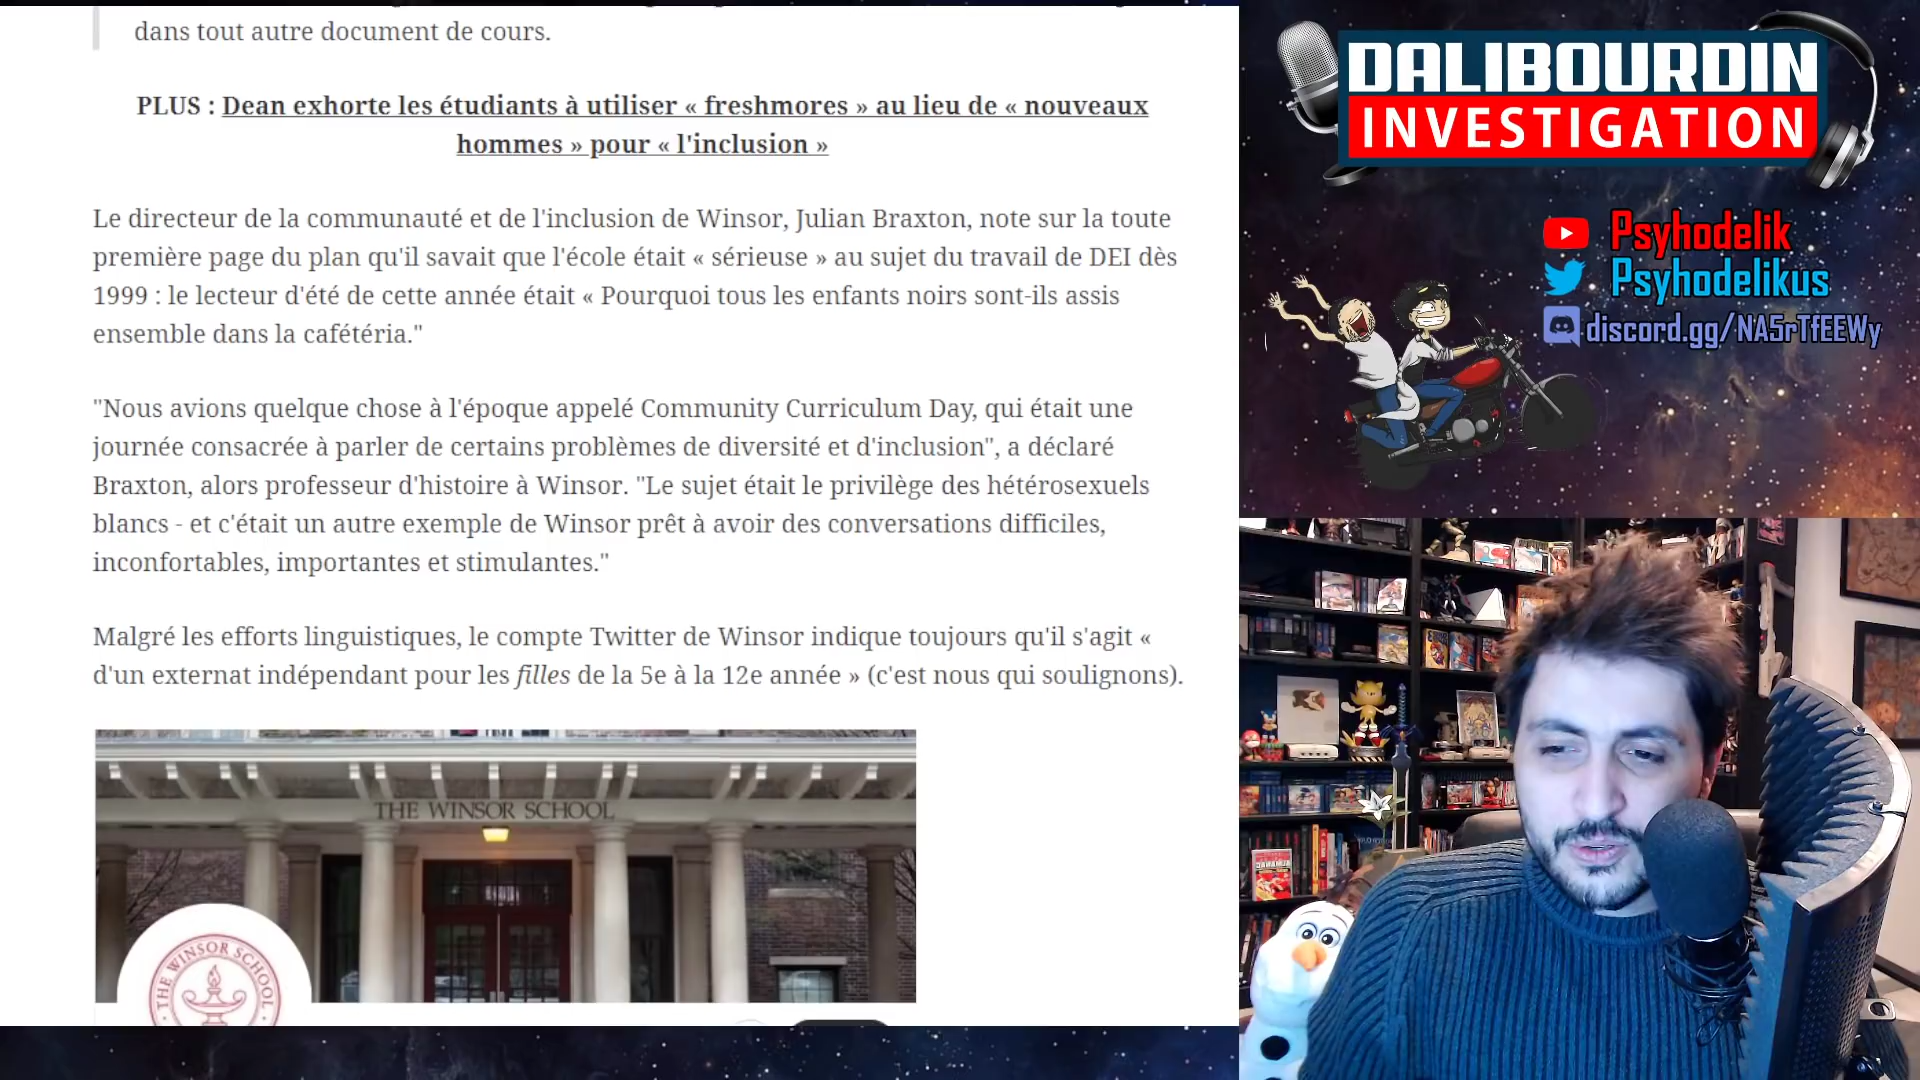 dans tout autre document de cours.
PLUS : Dean exhorte les étudiants à utiliser « freshmores » au lieu de « nouveaux
hommes » pour « l'inclusion »
Le directeur de la communauté et de l'inclusion de Winsor, Julian Braxton, note sur la toute
première page du plan qu'il savait que l'école était « sérieuse » au sujet du travail de DEI dès
1999 : le lecteur d'été de cette année était « Pourquoi tous les enfants noirs sont-ils assis
ensemble dans la cafétéria."
"Nous avions quelque chose à l'époque appelé Community Curriculum Day, qui était une
journée consacrée à parler de certains problèmes de diversité et d'inclusion", a déclaré
Braxton, alors professeur d'histoire à Winsor. "Le sujet était le privilège des hétérosexuels
blancs - et c'était un autre exemple de Winsor prêt à avoir des conversations difficiles,
inconfortables, importantes et stimulantes."
Malgré les efforts linguistiques, le compte Twitter de Winsor indique toujours qu'il s'agit «
d'un externat indépendant pour les filles de la 5e à la 12e année » (c'est nous qui soulignons).
THE WINSOR SCHOOL
THE WINSOR SCHOOL
DALIBOURDIN
INVESTIGATION
Psyhodelik
Psyhodelikus
discord.gg/NA5rTfEEWy